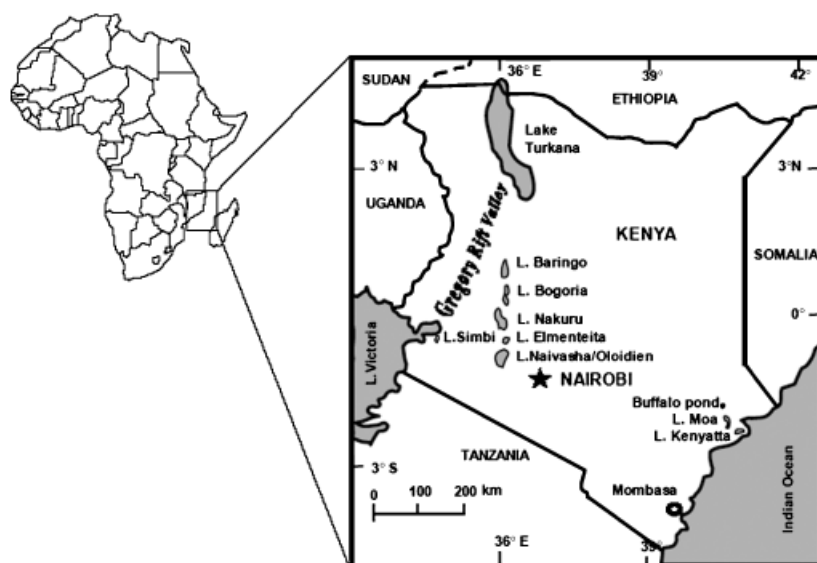 36° E
39°
42°
SUDAN
ETHIOPIA
Lake
Turkana
3° N
3°N
UGANDA
Gregory Rift Valley
KENYA
SOMALIA
L. Baringo
L. Bogoria
L. Nakuru
0°
L.Simbi
L. Elmenteita
L.Naivasha/Oloidien
L.Victoria
NAIROBI
Buffalo pond
L. Moa
L. Kenyatta
TANZANIA
3° S
0 100 200 km
Mombasa
Indian Ocean
36° E
39°